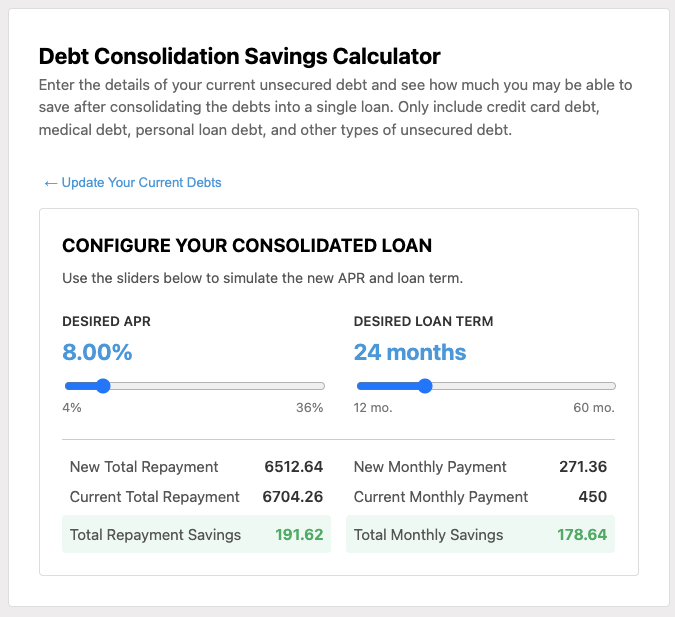 Debt Consolidation Savings Calculator
Enter the details of your current unsecured debt and see how much you may be able to
save after consolidating the debts into a single loan. Only include credit card debt,
medical debt, personal loan debt, and other types of unsecured debt.
← Update Your Current Debts
CONFIGURE YOUR CONSOLIDATED LOAN
Use the sliders below to simulate the new APR and loan term.
DESIRED APR
8.00%
4% 36%
DESIRED LOAN TERM
24 months
12 mo. 60 mo.
New Total Repayment 6512.64
Current Total Repayment 6704.26
Total Repayment Savings 191.62
New Monthly Payment 271.36
Current Monthly Payment 450
Total Monthly Savings 178.64